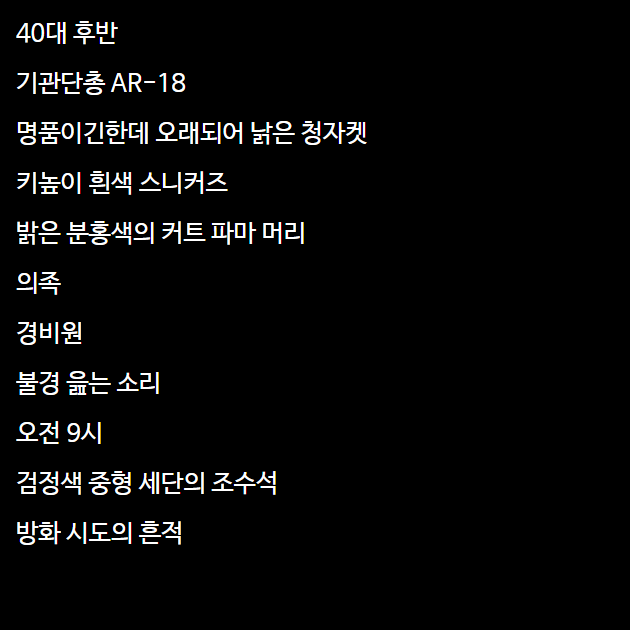 40대 후반
기관단총 AR-18
명품이긴한데 오래되어 낡은 청자켓
키높이 흰색 스니커즈
밝은 분홍색의 커트 파마 머리
의족
경비원
불경 읊는 소리
오전 9시
검정색 중형 세단의 조수석
방화 시도의 흔적